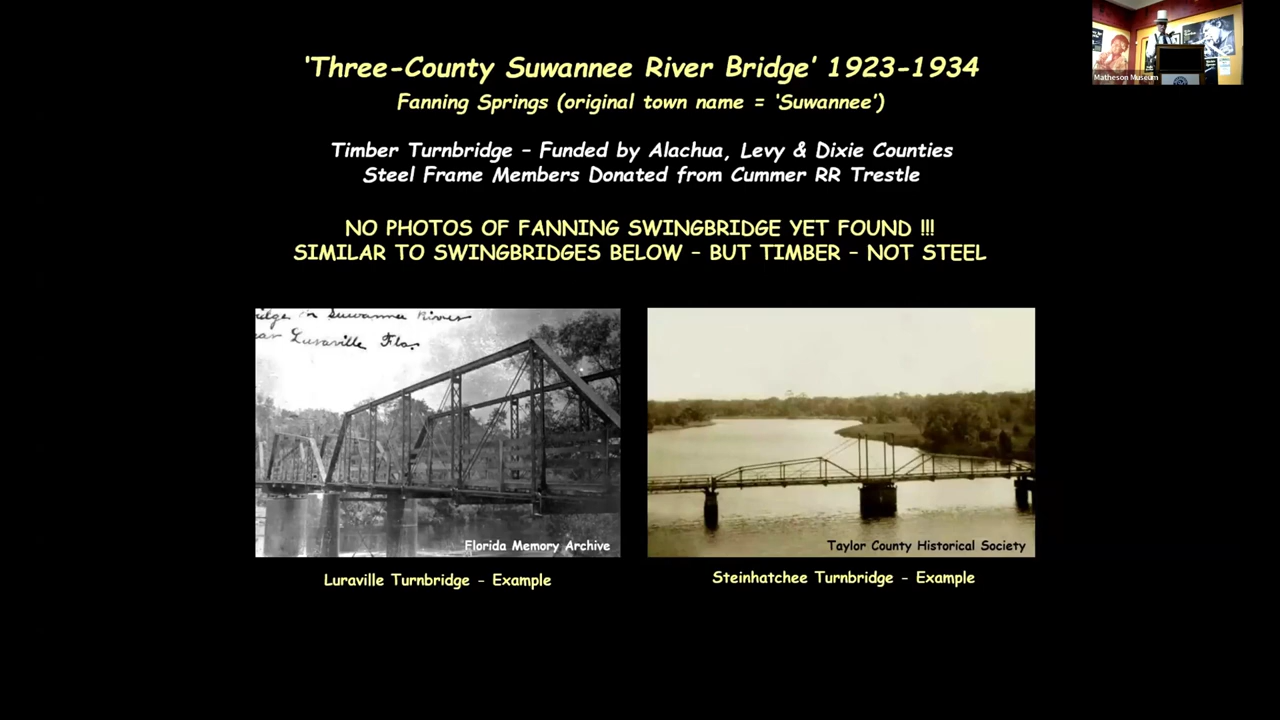 'Three-County Suwannee River Bridge' 1923-1934
Fanning Springs (original town name = 'Suwannee')
Timber Turnbridge – Funded by Alachua, Levy & Dixie Counties
Steel Frame Members Donated from Cummer RR Trestle
NO PHOTOS OF FANNING SWINGBRIDGE YET FOUND !!!
SIMILAR TO SWINGBRIDGES BELOW – BUT TIMBER – NOT STEEL
idge on Suwannee River
ear Luraville Fla.
Florida Memory Archive
Taylor County Historical Society
Luraville Turnbridge - Example
Steinhatchee Turnbridge - Example
Matheson Museum